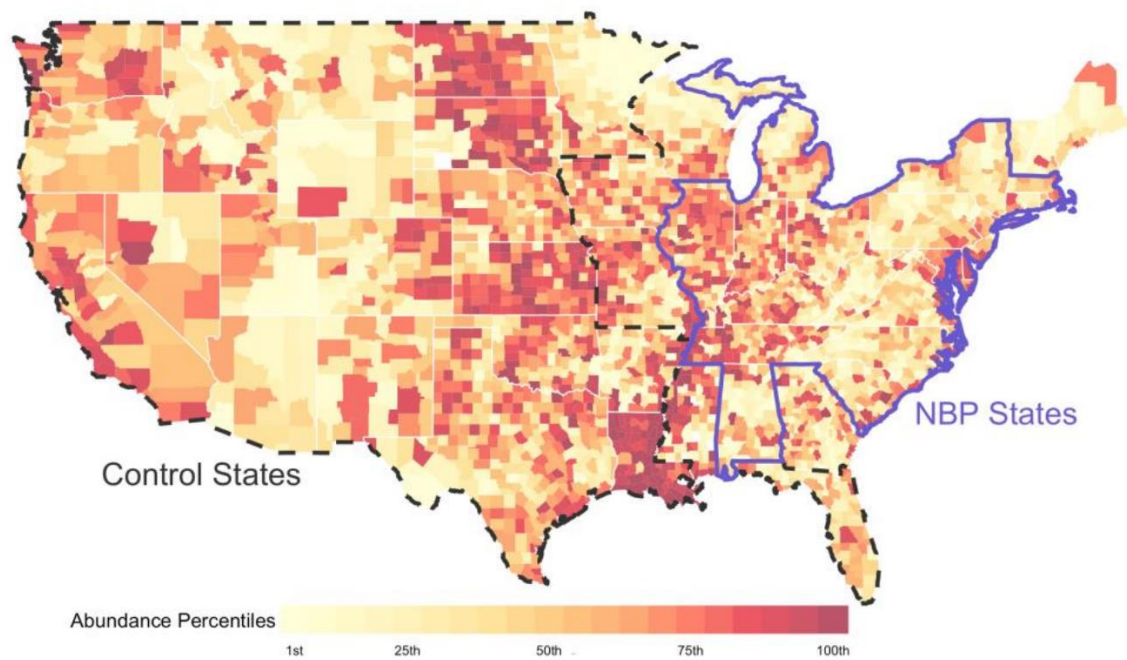 NBP States
Control States
Abundance Percentiles
1st 25th 50th 75th 100th